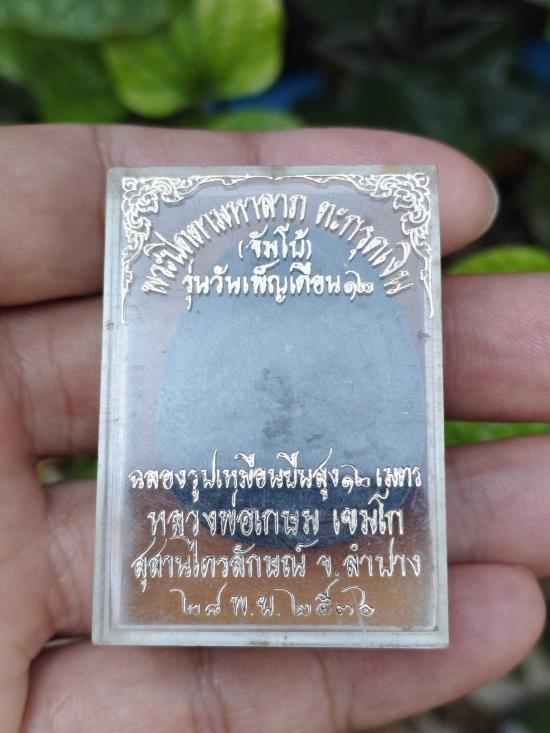 พระปิดตามหาลาภ ตะกรุดเงิน
(จัมโบ้)
รุ่นวันเพ็ญเดือน๑๒
ฉลองรูปเหมือนยืนสูง๑๒ เมตร
หลวงพ่อเกษม เขมโก
สุสานไตรลักษณ์ จ.ลำปาง
๒๘ พ.ย. ๒๕๓๖